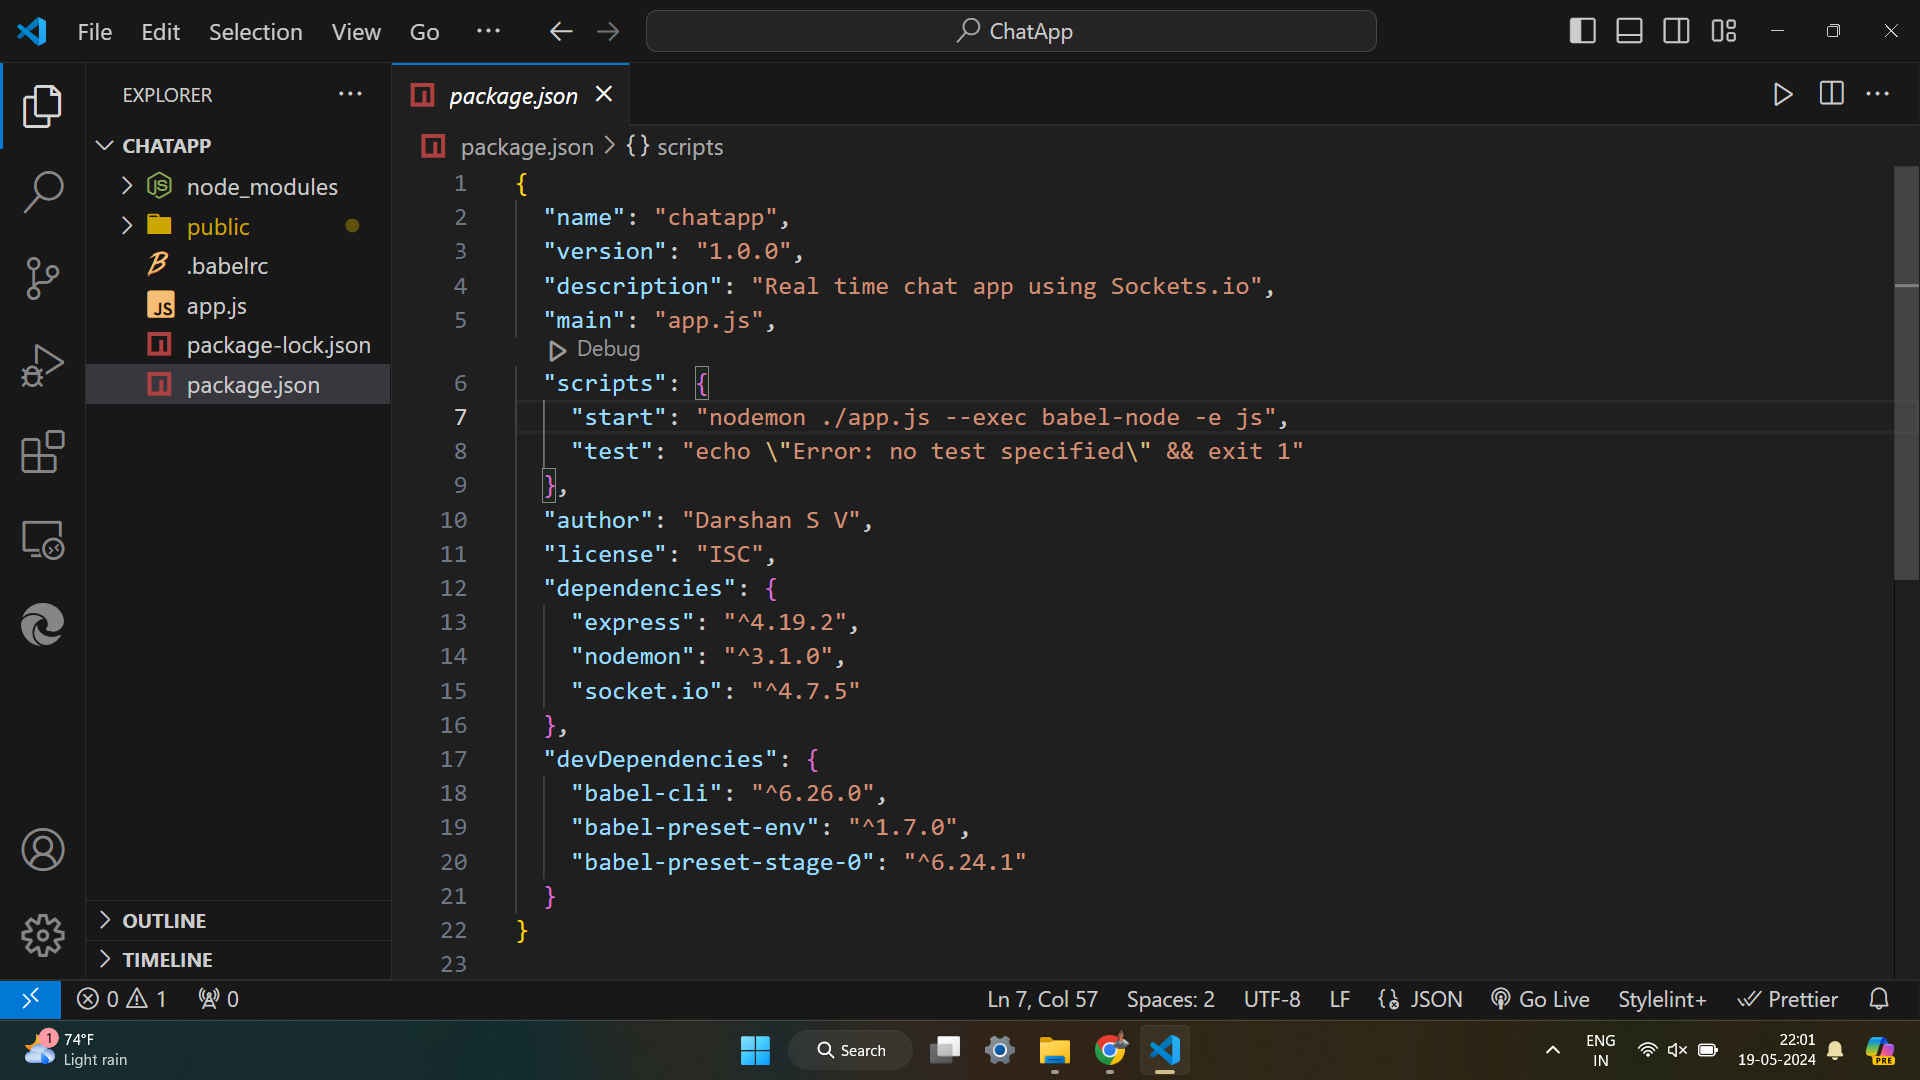 File Edit Selection View Go ··· ChatApp
EXPLORER ···
CHATAPP
node_modules
public
.babelrc
app.js
package-lock.json
package.json
OUTLINE
TIMELINE
package.json
package.json > {} scripts
1 {
2 "name": "chatapp",
3 "version": "1.0.0",
4 "description": "Real time chat app using Sockets.io",
5 "main": "app.js",
Debug
6 "scripts": {
7 "start": "nodemon ./app.js --exec babel-node -e js",
8 "test": "echo \"Error: no test specified\" && exit 1"
9 },
10 "author": "Darshan S V",
11 "license": "ISC",
12 "dependencies": {
13 "express": "^4.19.2",
14 "nodemon": "^3.1.0",
15 "socket.io": "^4.7.5"
16 },
17 "devDependencies": {
18 "babel-cli": "^6.26.0",
19 "babel-preset-env": "^1.7.0",
20 "babel-preset-stage-0": "^6.24.1"
21 }
22 }
23
0 1 0 Ln 7, Col 57 Spaces: 2 UTF-8 LF {} JSON Go Live Stylelint+ Prettier
1 74°F
Light rain
Search
ENG
IN
22:01
19-05-2024
PRE